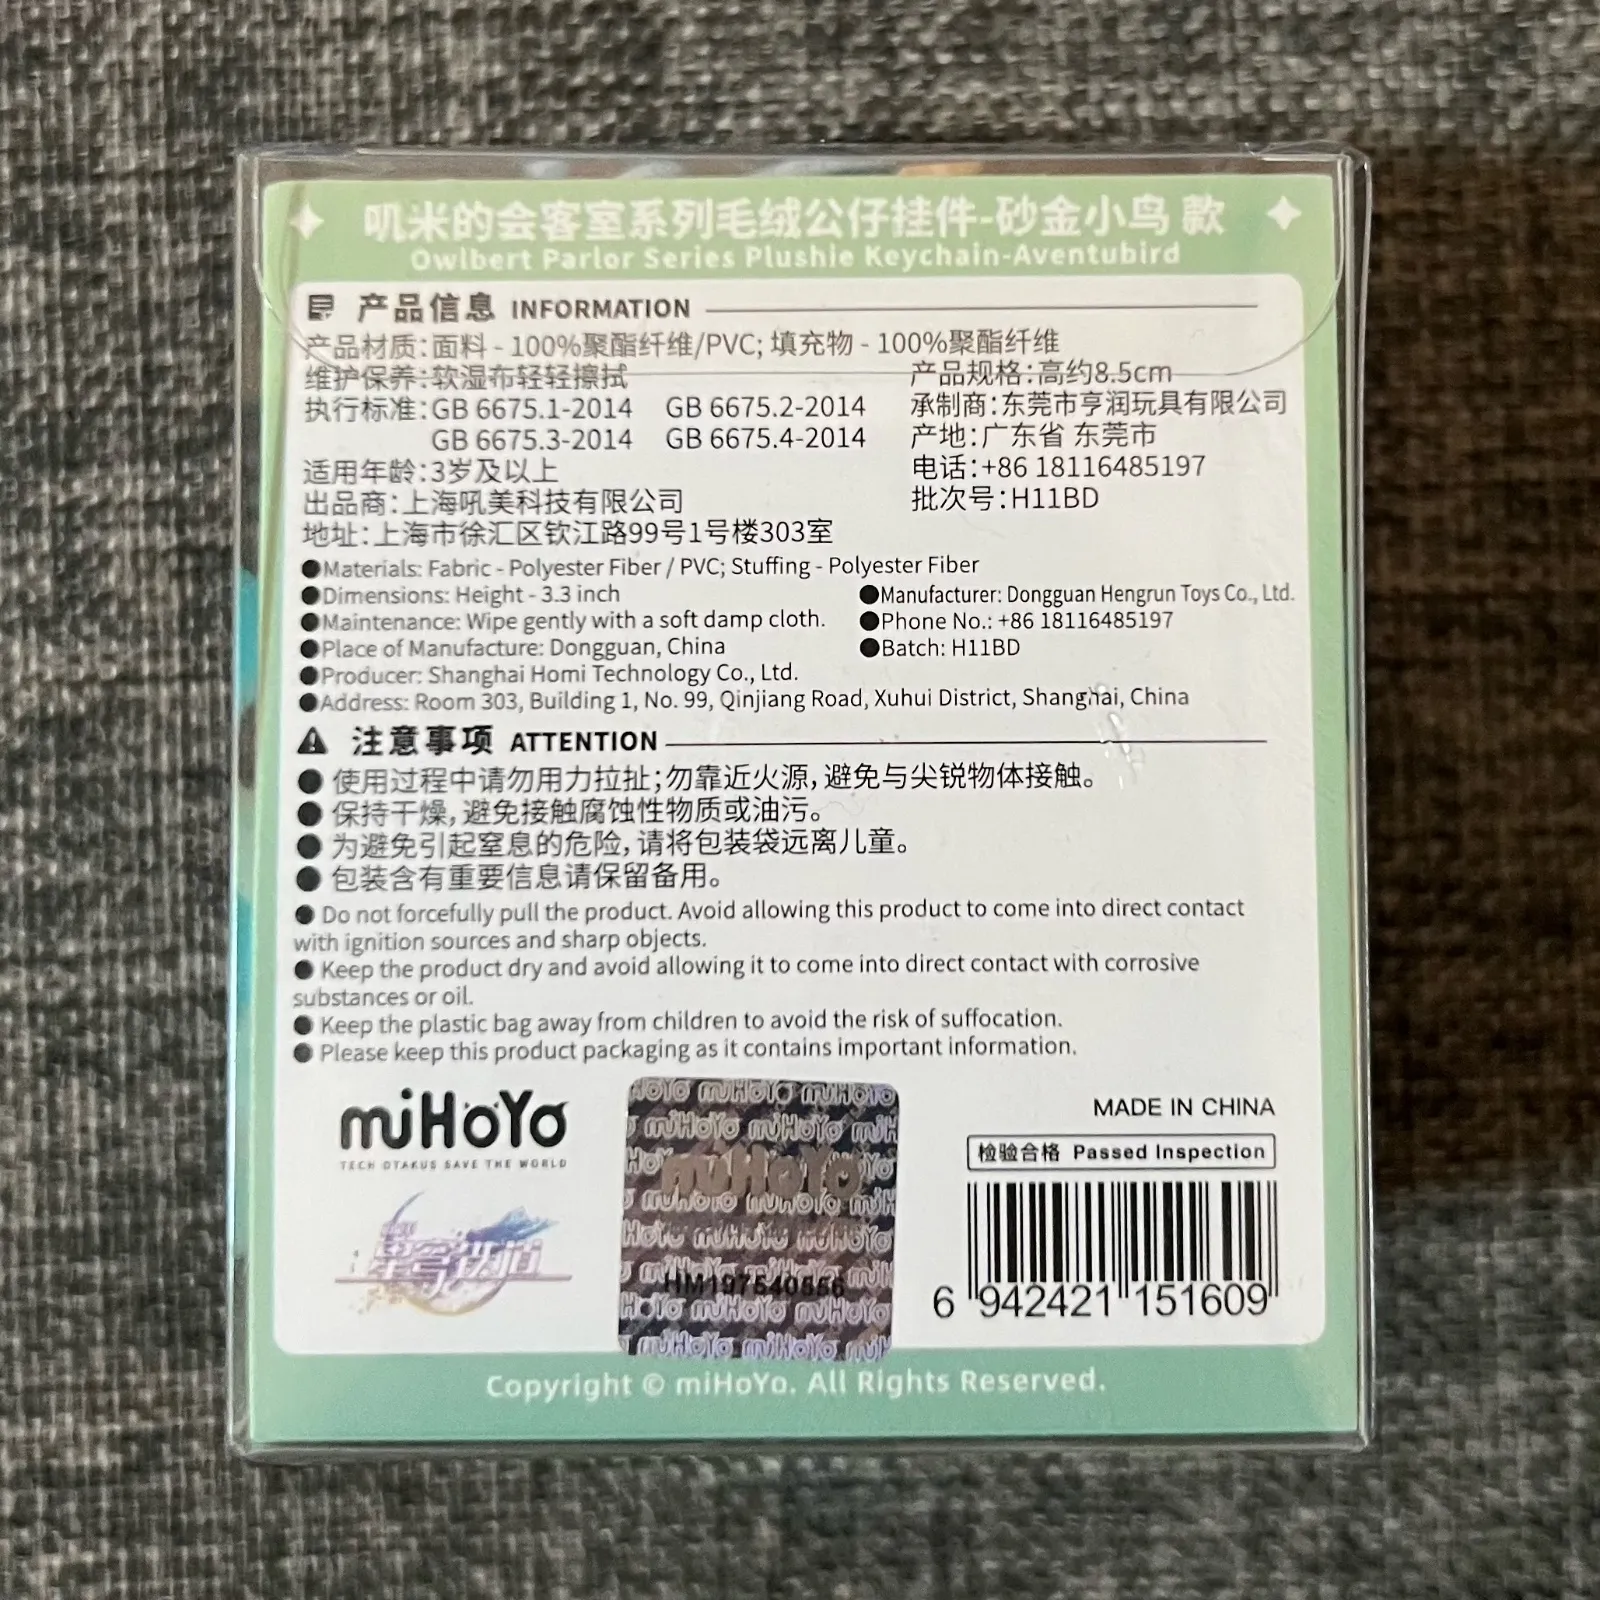 叽米的会客室系列毛绒公仔挂件-砂金小鸟 款
Owlbert Parlor Series Plushie Keychain-Aventubird
产品信息 INFORMATION
产品材质:面料 - 100%聚酯纤维/PVC; 填充物 - 100%聚酯纤维
维护保养:软湿布轻轻擦拭
产品规格:高约8.5cm
执行标准:GB 6675.1-2014 GB 6675.2-2014
承制商:东莞市亨润玩具有限公司
GB 6675.3-2014 GB 6675.4-2014
产地:广东省 东莞市
适用年龄:3岁及以上
电话:+86 18116485197
出品商:上海吼美科技有限公司
批次号:H11BD
地址:上海市徐汇区钦江路99号1号楼303室
●Materials: Fabric - Polyester Fiber / PVC; Stuffing - Polyester Fiber
●Dimensions: Height - 3.3 inch
●Manufacturer: Dongguan Hengrun Toys Co., Ltd.
●Maintenance: Wipe gently with a soft damp cloth.
●Phone No.: +86 18116485197
●Place of Manufacture: Dongguan, China
●Batch: H11BD
●Producer: Shanghai Homi Technology Co., Ltd.
●Address: Room 303, Building 1, No. 99, Qinjiang Road, Xuhui District, Shanghai, China
注意事项 ATTENTION
● 使用过程中请勿用力拉扯;勿靠近火源,避免与尖锐物体接触。
● 保持干燥,避免接触腐蚀性物质或油污。
● 为避免引起窒息的危险,请将包装袋远离儿童。
● 包装含有重要信息请保留备用。
● Do not forcefully pull the product. Avoid allowing this product to come into direct contact
with ignition sources and sharp objects.
● Keep the product dry and avoid allowing it to come into direct contact with corrosive
substances or oil.
● Keep the plastic bag away from children to avoid the risk of suffocation.
● Please keep this product packaging as it contains important information.
miHoYo
TECH OTAKUS SAVE THE WORLD
崩坏 星穹铁道
miHoYo
HM197640556
MADE IN CHINA
检验合格 Passed Inspection
6 942421 151609
Copyright © miHoYo. All Rights Reserved.